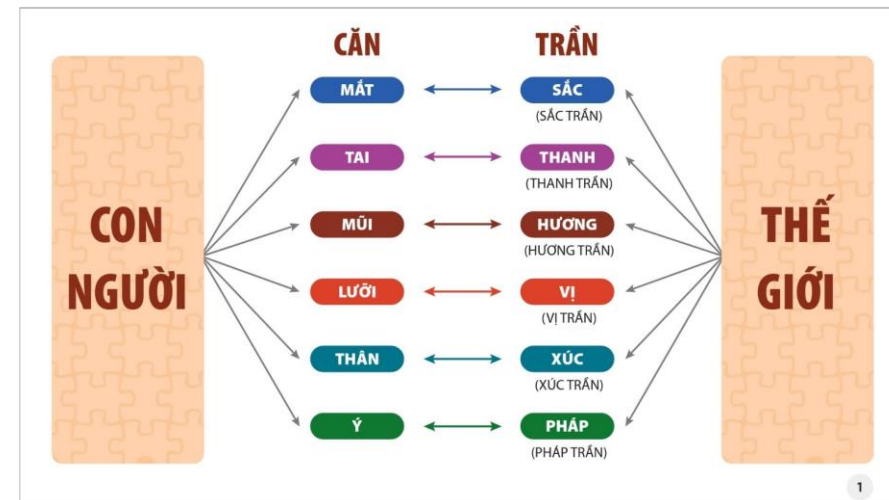 CĂN
TRẦN
CON
NGƯỜI
MẮT
SẮC
(SẮC TRẦN)
TAI
THANH
(THANH TRẦN)
MŨI
HƯƠNG
(HƯƠNG TRẦN)
LƯỠI
VỊ
(VỊ TRẦN)
THÂN
XÚC
(XÚC TRẦN)
Ý
PHÁP
(PHÁP TRẦN)
THẾ
GIỚI
1